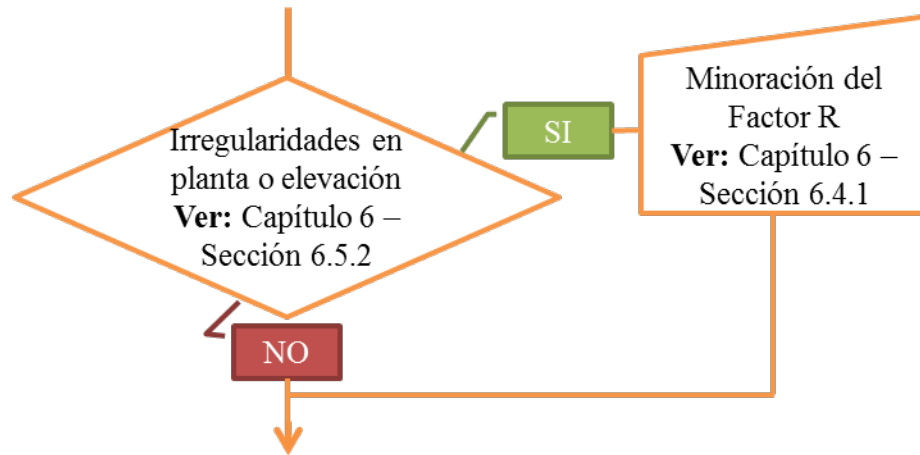 Irregularidades en
planta o elevación
Ver: Capítulo 6 –
Sección 6.5.2
SI
Minoración del
Factor R
Ver: Capítulo 6 –
Sección 6.4.1
NO